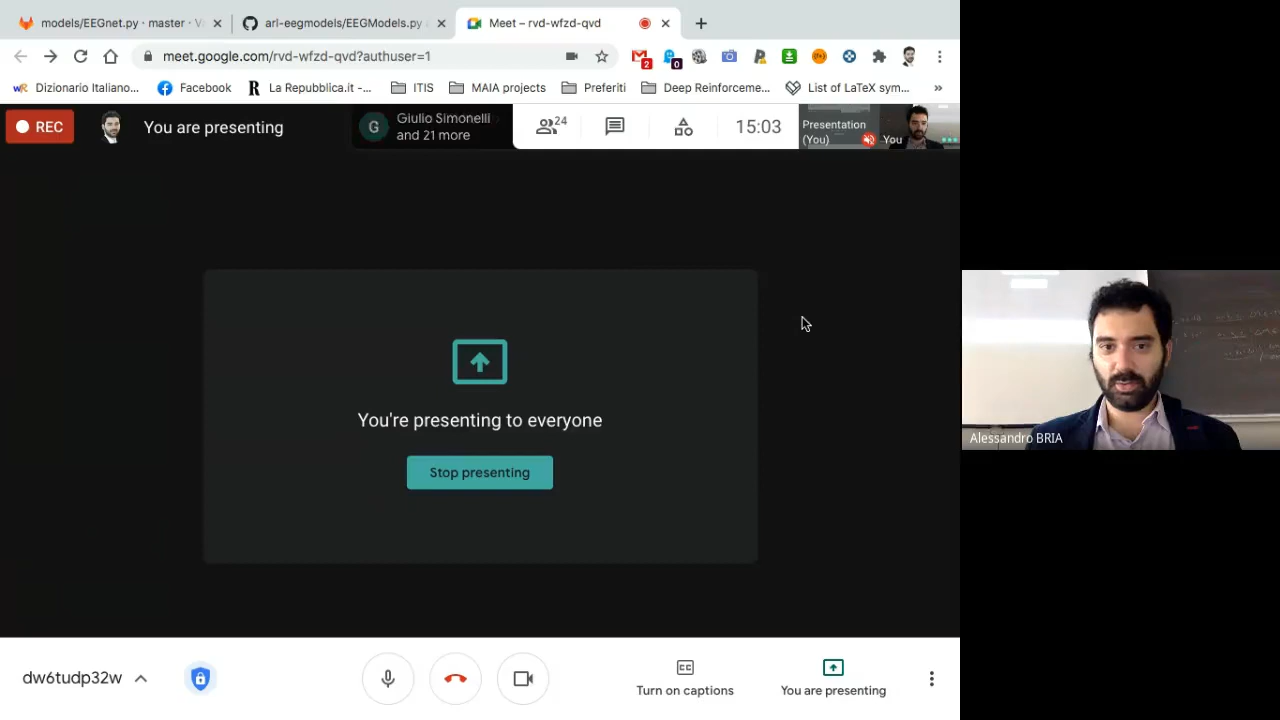 models/EEGnet.py · master · V
arl-eegmodels/EEGModels.py
Meet – rvd-wfzd-qvd
meet.google.com/rvd-wfzd-qvd?authuser=1
2
0
Dizionario Italiano...
Facebook
La Repubblica.it -...
ITIS
MAIA projects
Preferiti
Deep Reinforceme...
List of LaTeX sym...
»
REC
You are presenting
G
Giulio Simonelli
and 21 more
24
15:03
Presentation
(You)
You
You're presenting to everyone
Stop presenting
Alessandro BRIA
dw6tudp32w
CC
Turn on captions
You are presenting